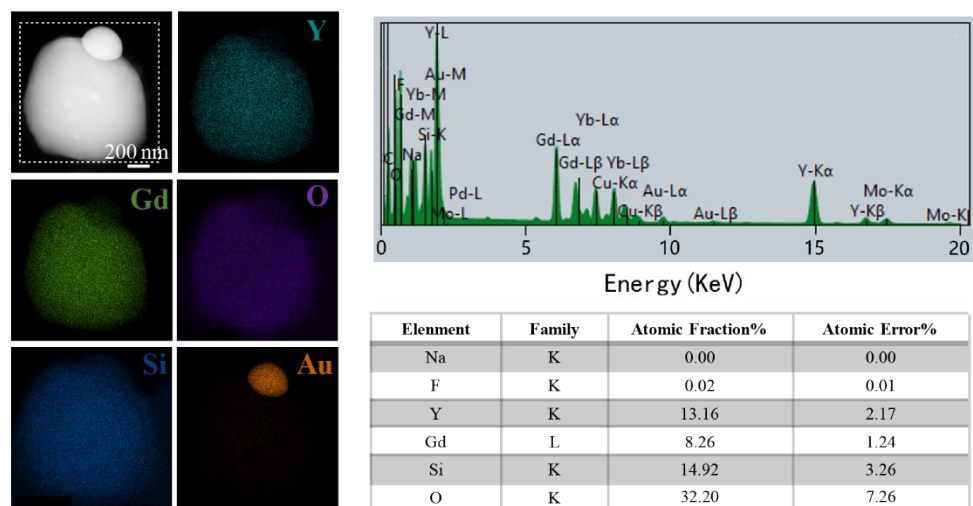 Y
200 nm
Gd
O
Si
Au
Y-L
Au-M
F
Yb-M
Gd-M
Si-K
Na
C
O
Pd-L
Mo-L
Gd-Lα
Yb-Lα
Gd-Lβ
Yb-Lβ
Cu-Kα
Cu-Kβ
Au-Lα
Au-Lβ
Y-Kα
Mo-Kα
Y-Kβ
Mo-K
0 5 10 15 20
Energy(KeV)
Elenment Family Atomic Fraction% Atomic Error%
Na K 0.00 0.00
F K 0.02 0.01
Y K 13.16 2.17
Gd L 8.26 1.24
Si K 14.92 3.26
O K 32.20 7.26